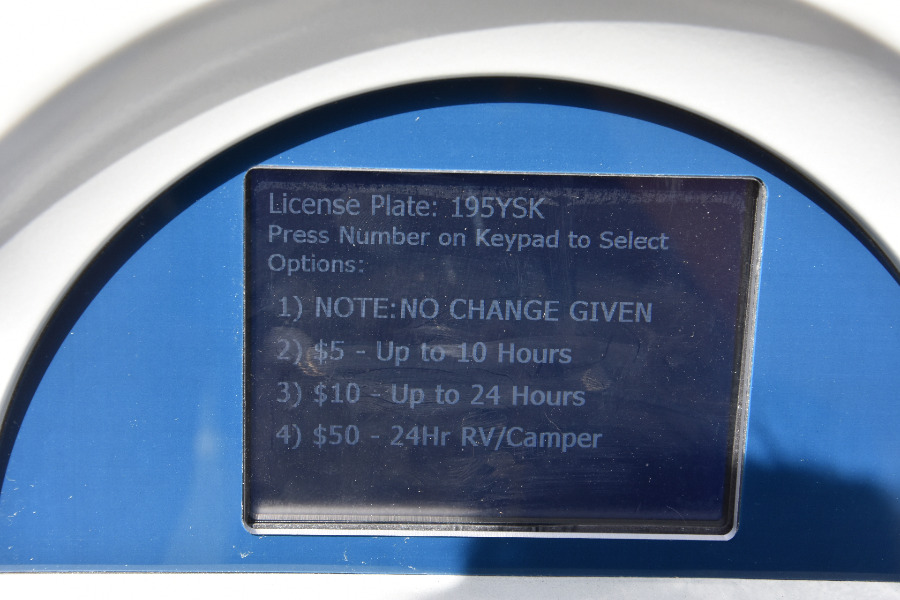 License Plate: 195YSK
Press Number on Keypad to Select
Options:
1) NOTE:NO CHANGE GIVEN
2) $5 - Up to 10 Hours
3) $10 - Up to 24 Hours
4) $50 - 24Hr RV/Camper